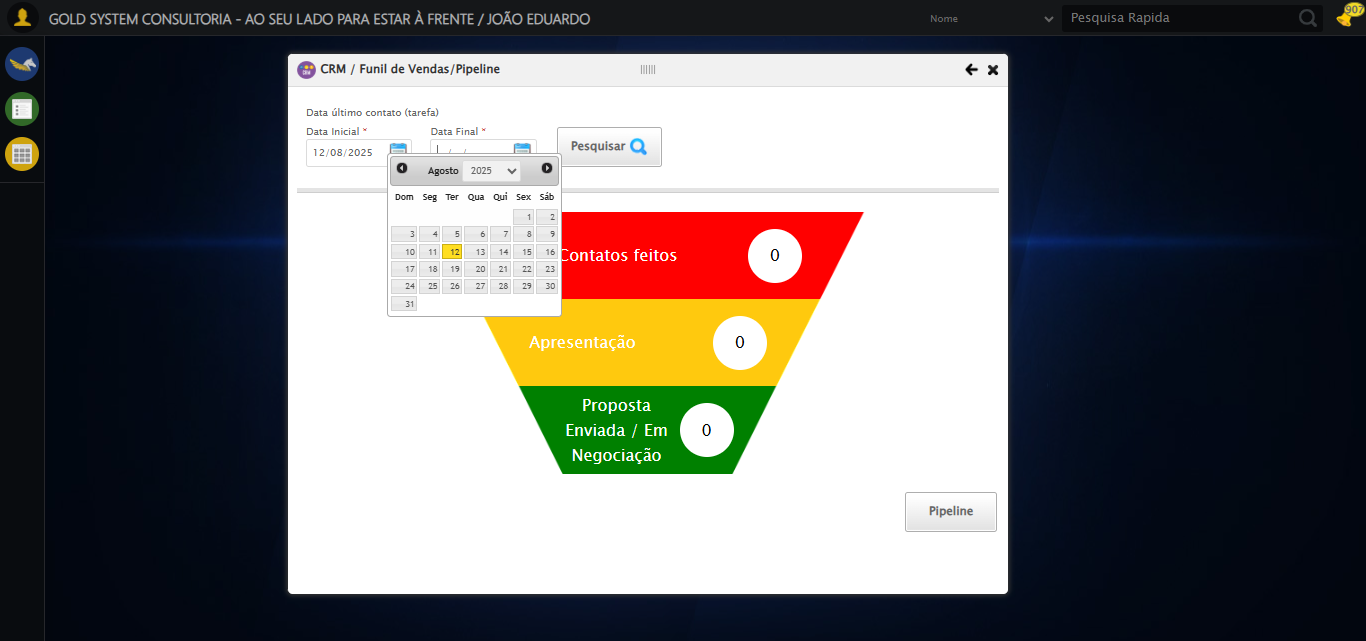 GOLD SYSTEM CONSULTORIA - AO SEU LADO PARA ESTAR À FRENTE / JOÃO EDUARDO
Nome
Pesquisa Rapida
907
CRM / Funil de Vendas/Pipeline
Data último contato (tarefa)
Data Inicial *
Data Final *
12/08/2025
/ /
Pesquisar
Agosto 2025
Dom Seg Ter Qua Qui Sex Sáb
1 2
3 4 5 6 7 8 9
10 11 12 13 14 15 16
17 18 19 20 21 22 23
24 25 26 27 28 29 30
31
Contatos feitos 0
Apresentação 0
Proposta
Enviada / Em 0
Negociação
Pipeline